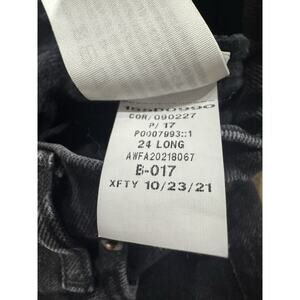 COR/090227
P/ 17
P0007993::1
24 LONG
AWFA20218067
B-017
XFTY 10/23/21